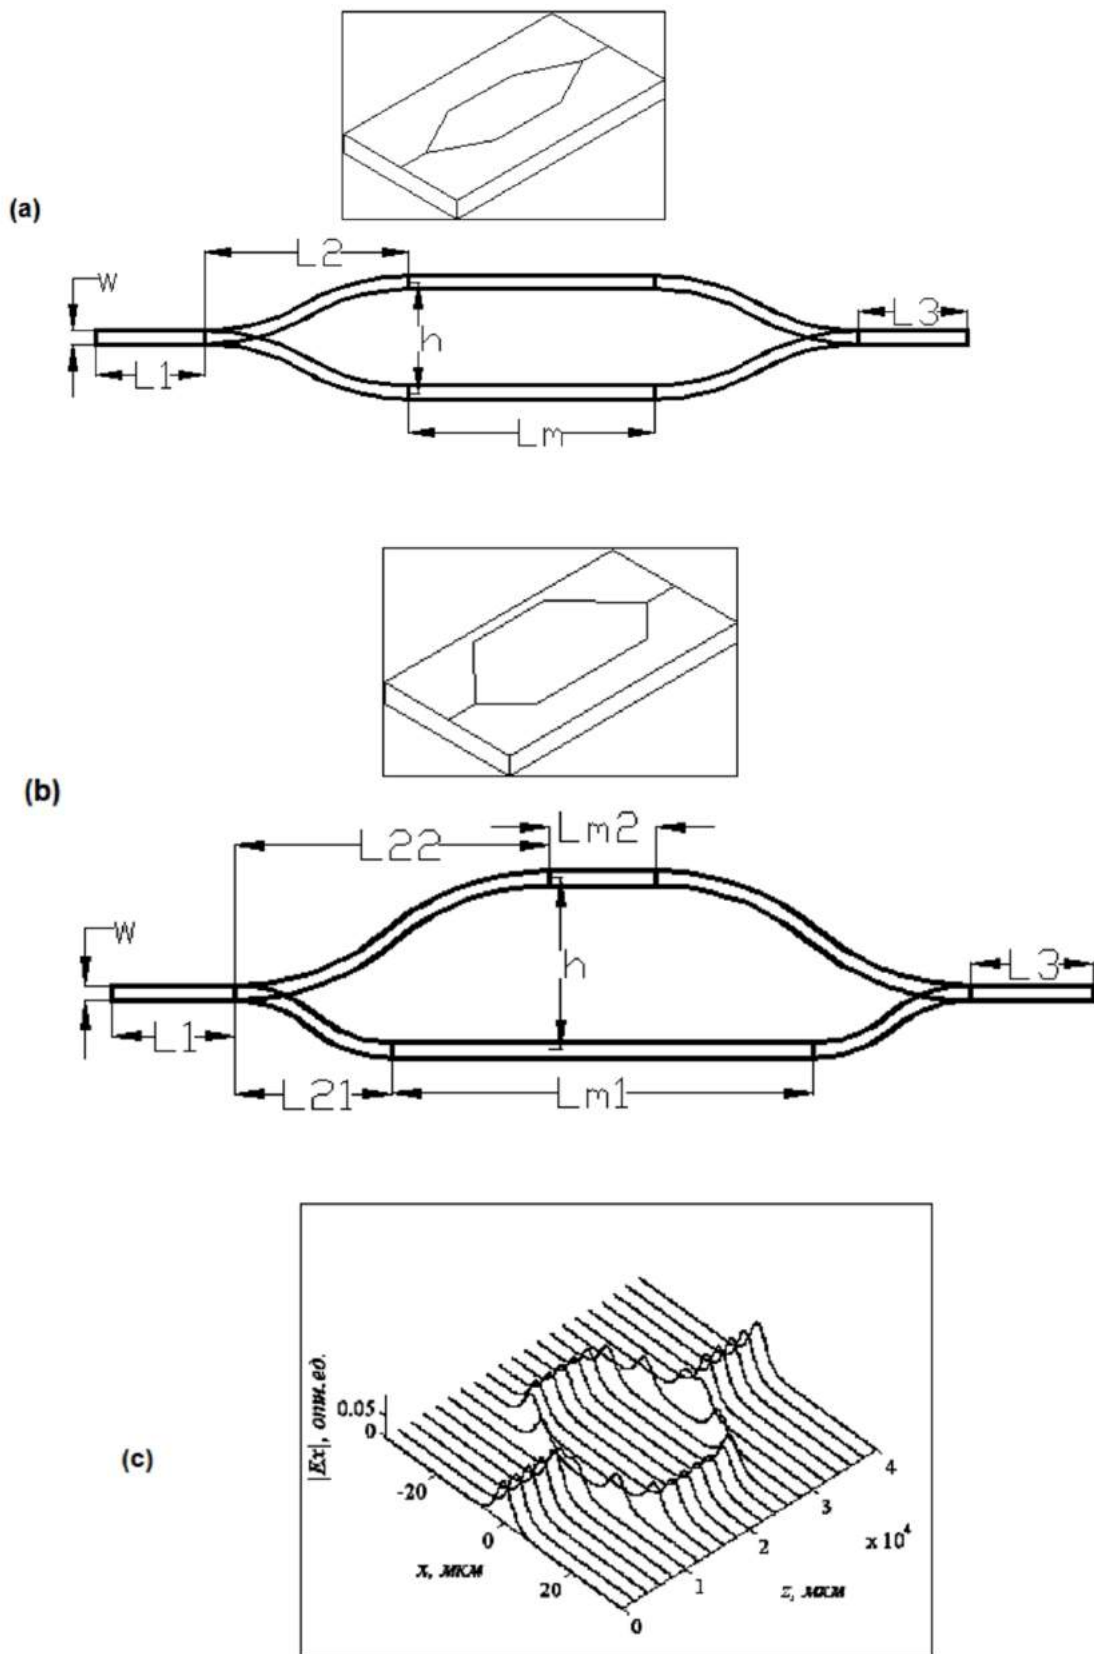 (a)
L2
w
h
L3
L1
Lm
(b)
Lm2
L22
w
h
L3
L1
L21
Lm1
(c)
|Ex|, отн.ед.
0.05
0
-20
0
20
x, мкм
0
1
2
3
4
x 10⁴
z, мкм